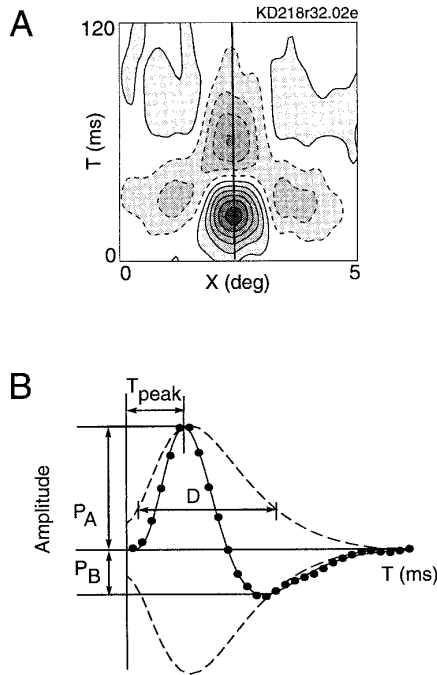 A
KD218r32.02e
120
T (ms)
0
0
5
X (deg)
B
Tpeak
Amplitude
PA
D
PB
T (ms)